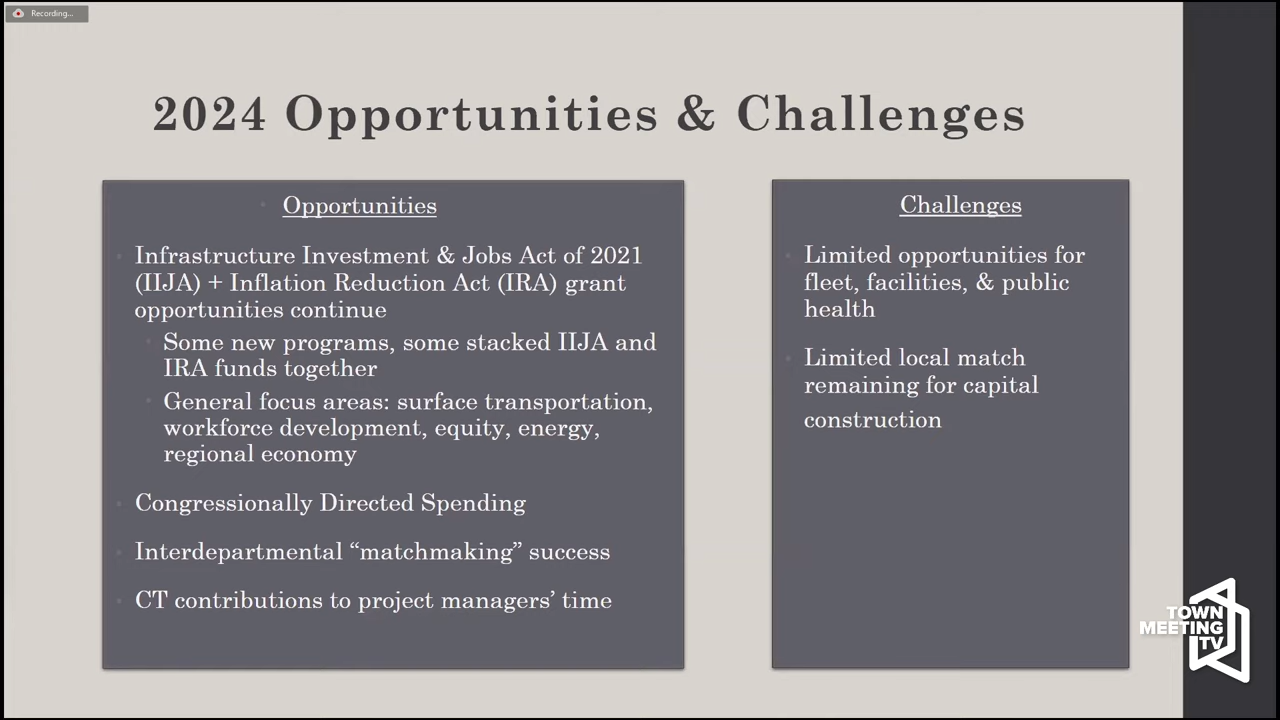 Recording...
2024 Opportunities & Challenges
Opportunities
Infrastructure Investment & Jobs Act of 2021
(IIJA) + Inflation Reduction Act (IRA) grant
opportunities continue
Some new programs, some stacked IIJA and
IRA funds together
General focus areas: surface transportation,
workforce development, equity, energy,
regional economy
Congressionally Directed Spending
Interdepartmental “matchmaking” success
CT contributions to project managers’ time
Challenges
Limited opportunities for
fleet, facilities, & public
health
Limited local match
remaining for capital
construction
TOWN
MEETING
TV